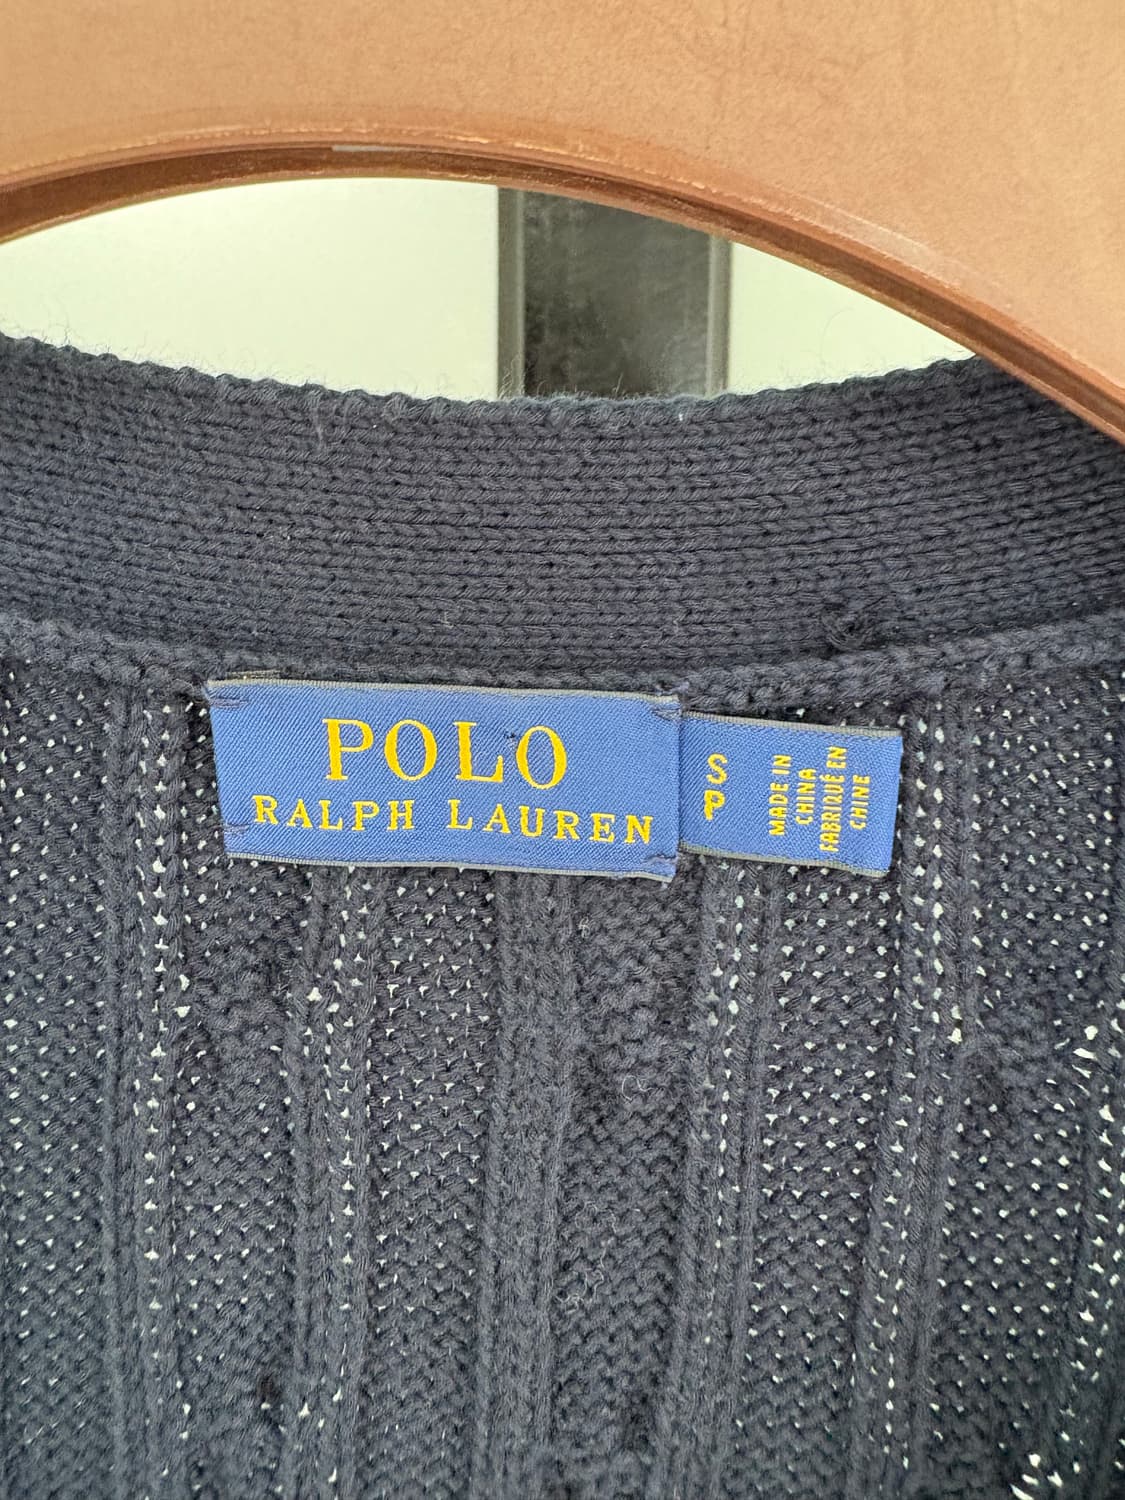 POLO
RALPH LAUREN
S
P
MADE IN
CHINA
FABRIQUÉ EN
CHINE